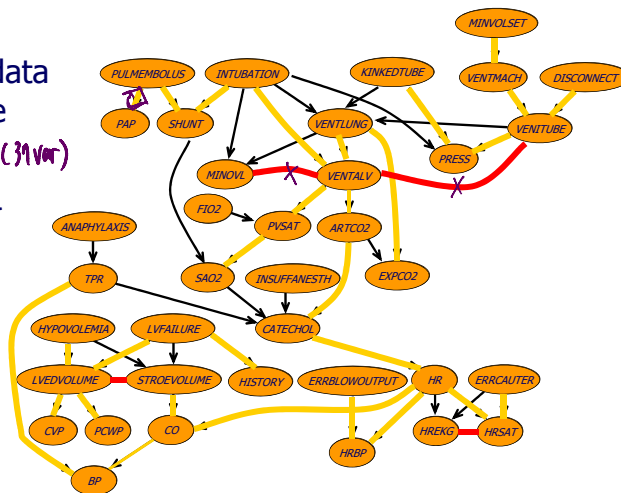 data
e
(37 var)
MINVOLSET
PULMEMBOLUS
INTUBATION
KINKEDTUBE
VENTMACH
DISCONNECT
PAP
SHUNT
VENTLUNG
VENITUBE
PRESS
MINOVL
VENTALV
FIO2
PVSAT
ARTCO2
ANAPHYLAXIS
TPR
SAO2
INSUFFANESTH
EXPCO2
HYPOVOLEMIA
LVFAILURE
CATECHOL
LVEDVOLUME
STROEVOLUME
HISTORY
ERRBLOWOUTPUT
HR
ERRCAUTER
CVP
PCWP
CO
HREKG
HRSAT
HRBP
BP